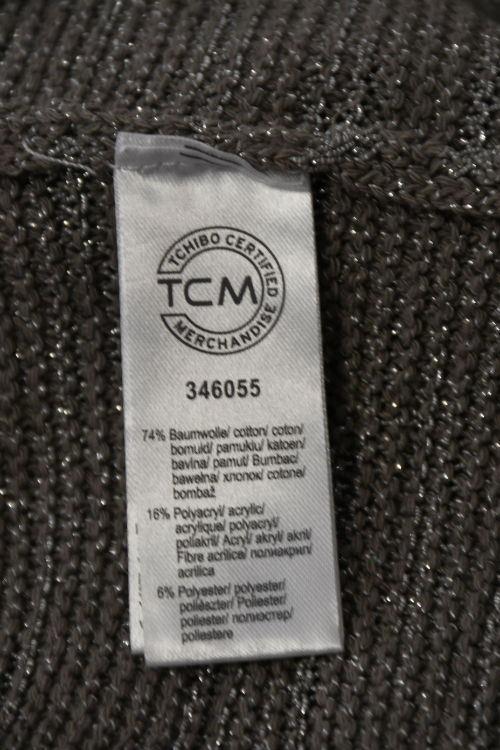 TCHIBO CERTIFIED
TCM
MERCHANDISE
346055
74% Baumwolle/ cotton/ coton/
bomuld/ pamuklu/ katoen/
bavlna/ pamut/ Bumbac/
bawełna/ хлопок/ cotone/
bombaž
16% Polyacryl/ acrylic/
acrylique/ polyacryl/
poliakril/ Acryl/ akryl/ akril/
Fibre acrilice/ полиакрил/
acrilica
6% Polyester/ polyester/
poliészter/ Poliester/
poliester/ полиэстер/
poliestere